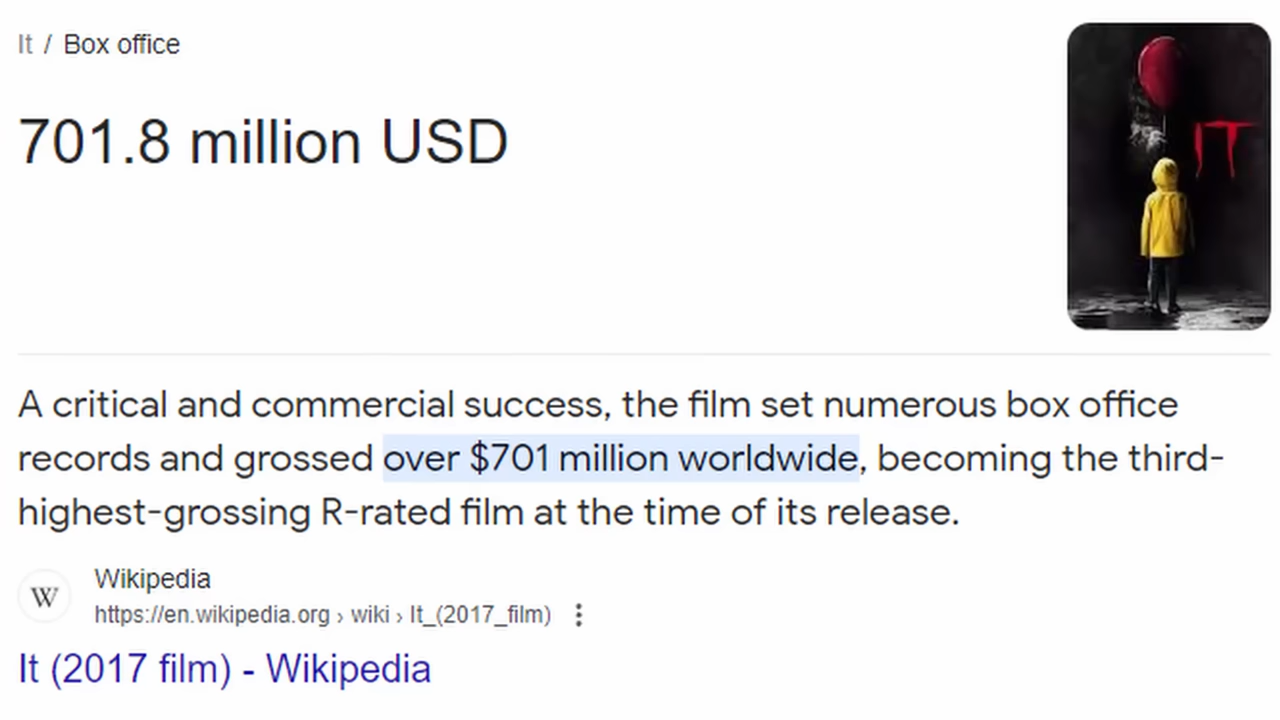 It / Box office
701.8 million USD
IT
A critical and commercial success, the film set numerous box office
records and grossed over $701 million worldwide, becoming the third-
highest-grossing R-rated film at the time of its release.
W
Wikipedia
https://en.wikipedia.org › wiki › It_(2017_film)
It (2017 film) - Wikipedia